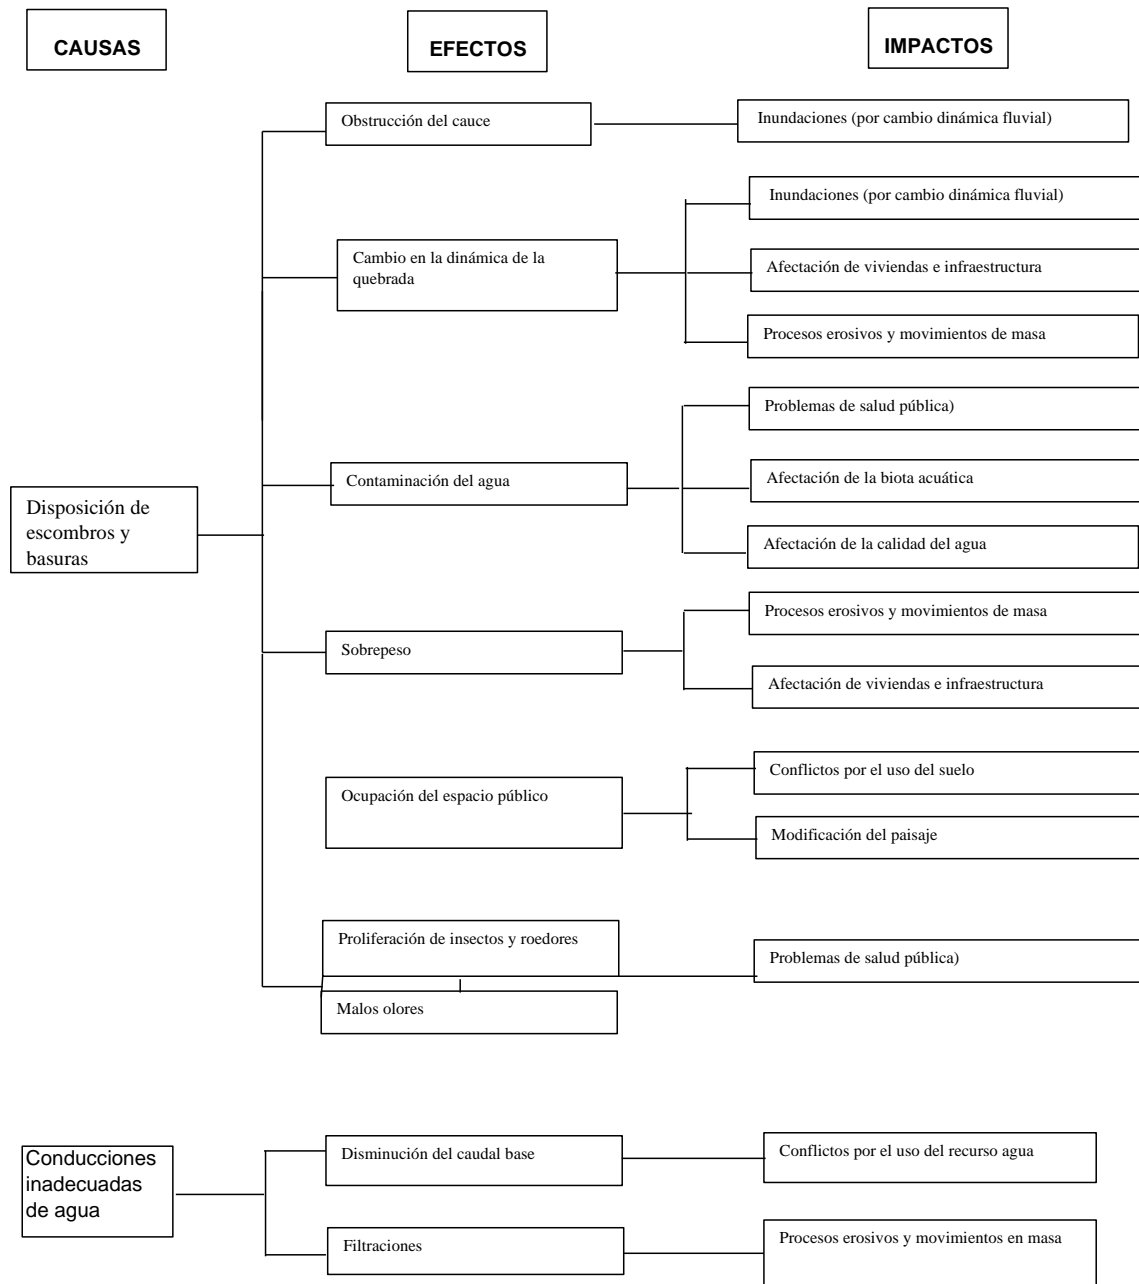 CAUSAS
EFECTOS
IMPACTOS
Obstrucción del cauce
Inundaciones (por cambio dinámica fluvial)
Inundaciones (por cambio dinámica fluvial)
Cambio en la dinámica de la
quebrada
Afectación de viviendas e infraestructura
Procesos erosivos y movimientos de masa
Problemas de salud pública)
Contaminación del agua
Afectación de la biota acuática
Disposición de
escombros y
basuras
Afectación de la calidad del agua
Procesos erosivos y movimientos de masa
Sobrepeso
Afectación de viviendas e infraestructura
Conflictos por el uso del suelo
Ocupación del espacio público
Modificación del paisaje
Proliferación de insectos y roedores
Problemas de salud pública)
Malos olores
Conducciones
inadecuadas
de agua
Disminución del caudal base
Conflictos por el uso del recurso agua
Filtraciones
Procesos erosivos y movimientos en masa